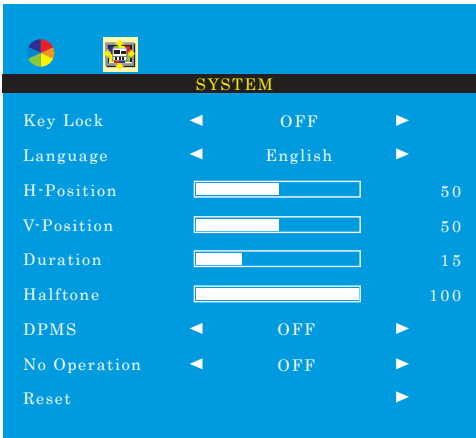 SYSTEM
Key Lock OFF
Language English
H-Position 50
V-Position 50
Duration 15
Halftone 100
DPMS OFF
No Operation OFF
Reset